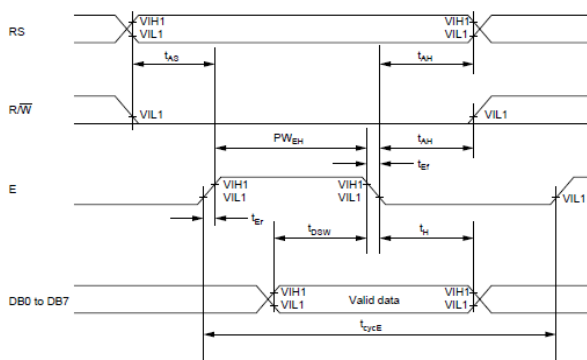 RS
VIH1
VIL1
VIH1
VIL1
tAS
tAH
R/W̅
VIL1
VIL1
PWEH
tAH
tEf
E
VIH1
VIL1
VIH1
VIL1
VIL1
tEr
tDSW
tH
DB0 to DB7
VIH1
VIL1
Valid data
VIH1
VIL1
tcycE